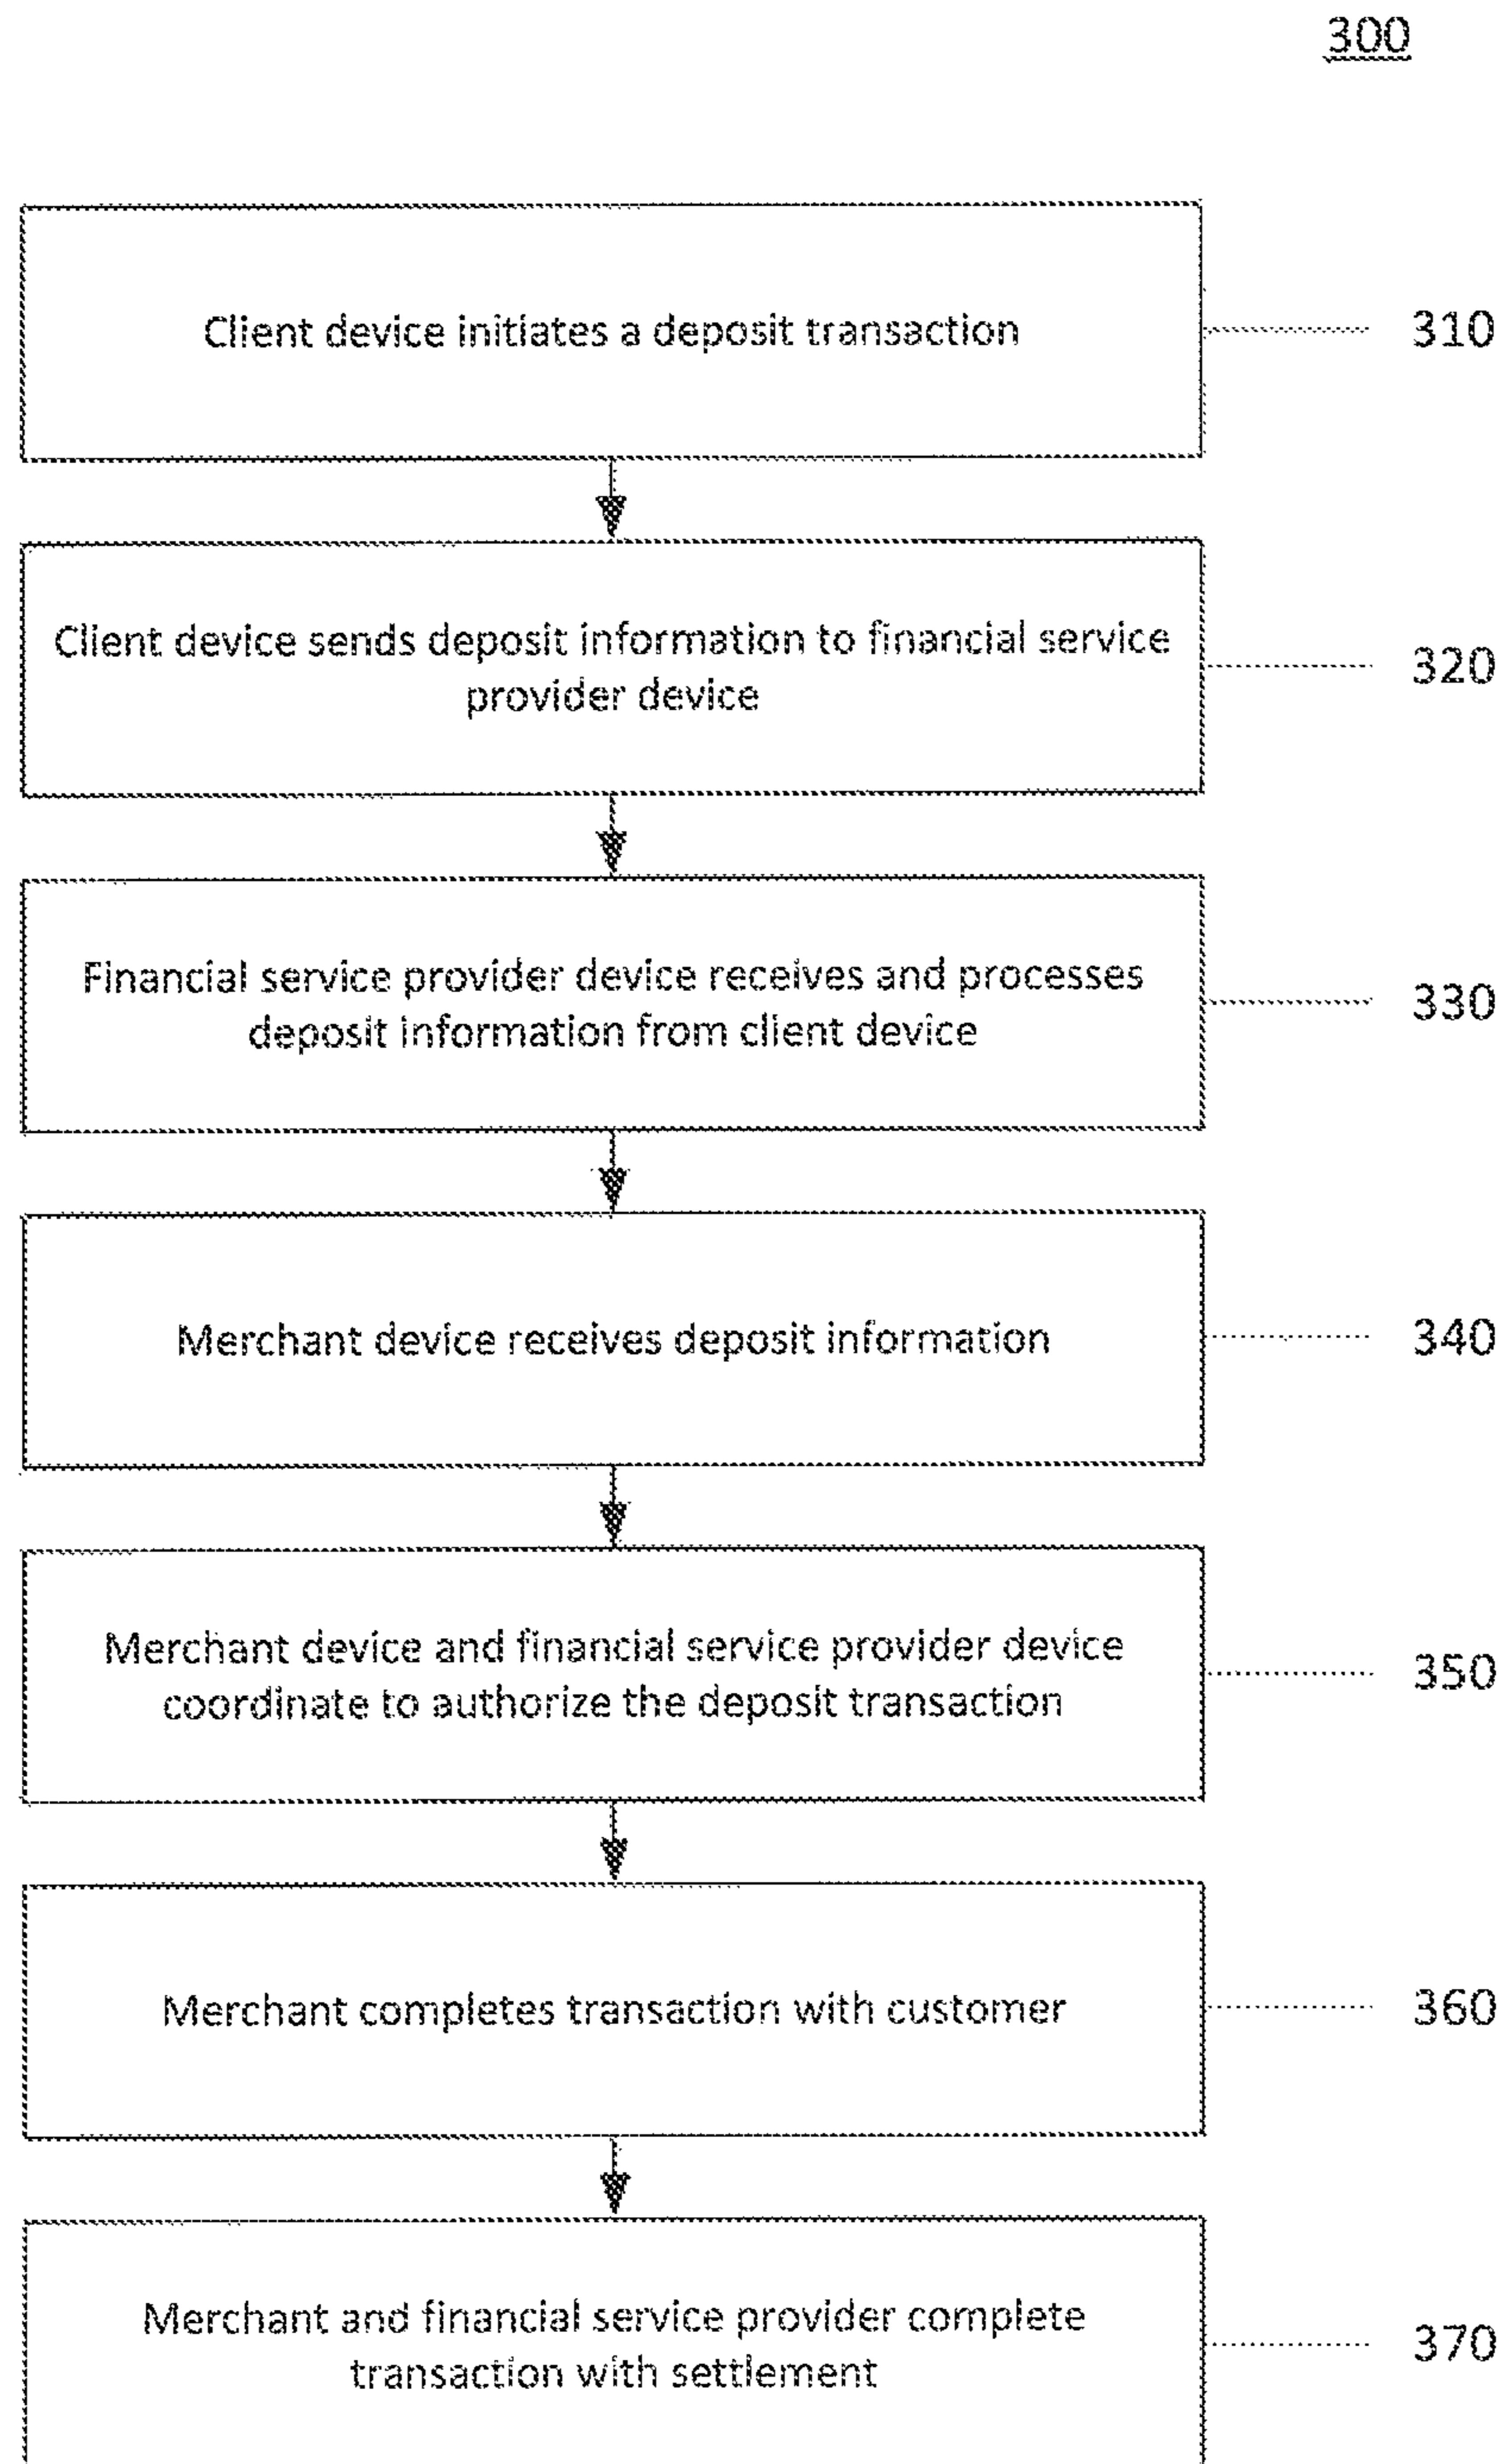 300
Client device initiates a deposit transaction
310
Client device sends deposit information to financial service
provider device
320
Financial service provider device receives and processes
deposit information from client device
330
Merchant device receives deposit information
340
Merchant device and financial service provider device
coordinate to authorize the deposit transaction
350
Merchant completes transaction with customer
360
Merchant and financial service provider complete
transaction with settlement
370